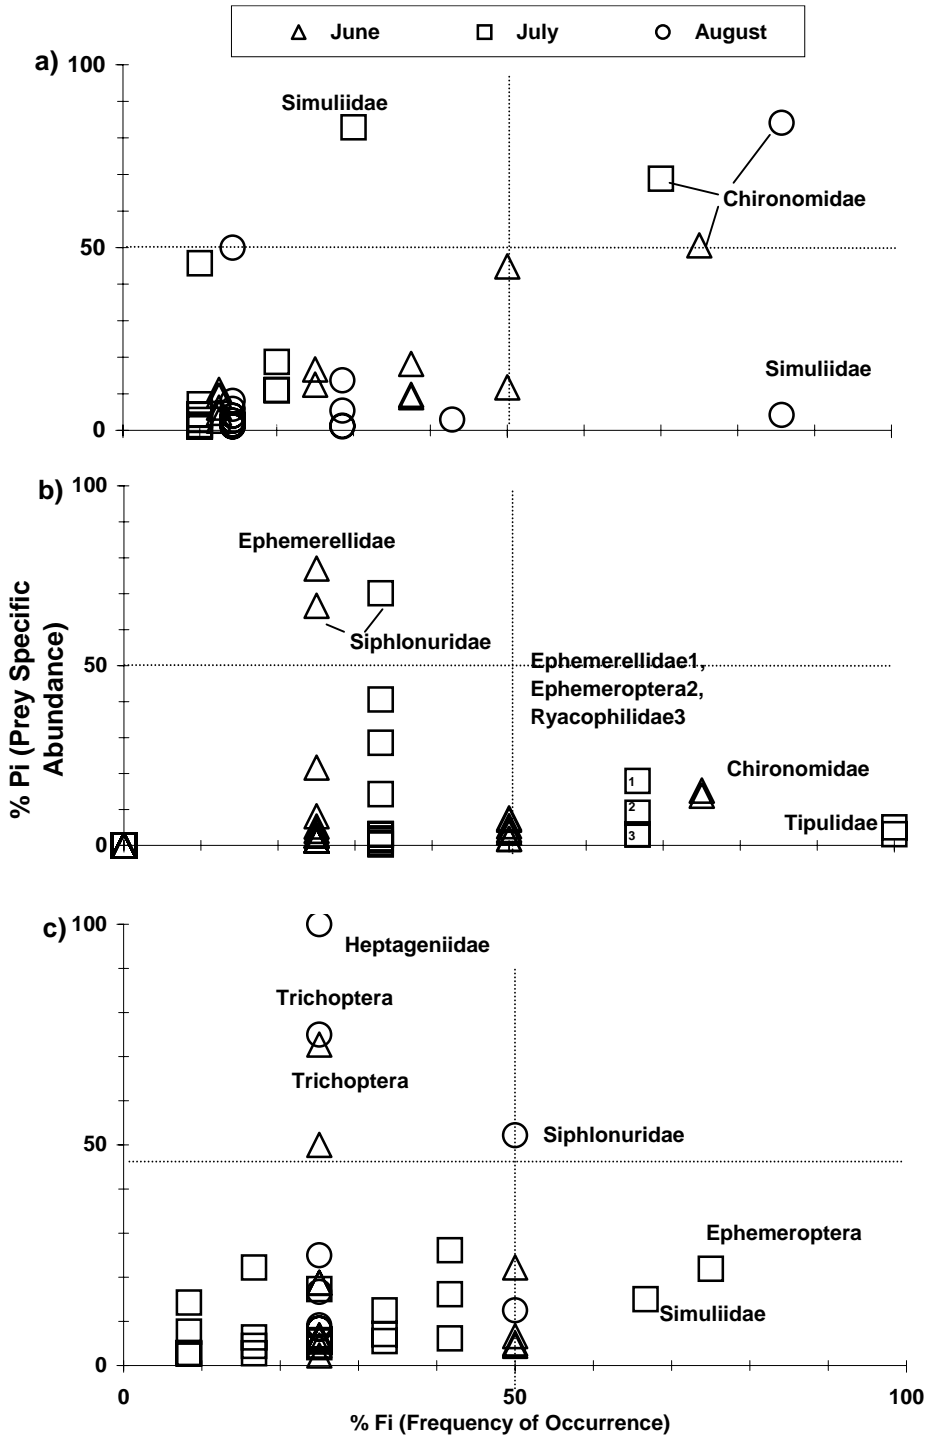 June July August
a) 100
Simuliidae
Chironomidae
50
Simuliidae
0
b) 100
Ephemerellidae
Siphlonuridae
50
Ephemerellidae1,
Ephemeroptera2,
Ryacophilidae3
% Pi (Prey Specific
Abundance)
1
Chironomidae
2
Tipulidae
3
0
c) 100
Heptageniidae
Trichoptera
Trichoptera
50
Siphlonuridae
Ephemeroptera
Simuliidae
0
0 50 100
% Fi (Frequency of Occurrence)